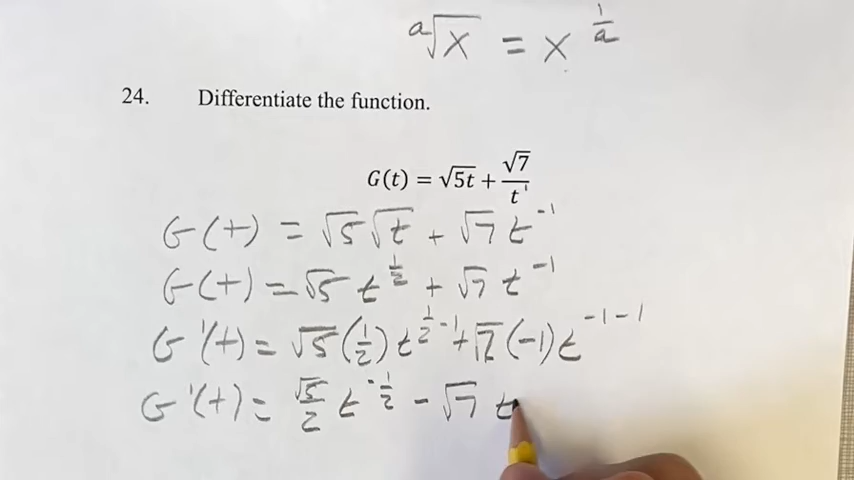 ᵃ√x = x^(1/a)
24. Differentiate the function.
G(t) = √5t + √7/t¹
G(t) = √5√t + √7 t⁻¹
G(t) = √5 t^(1/2) + √7 t⁻¹
G'(t) = √5(1/2) t^(1/2 - 1) + √7(-1) t^(-1-1)
G'(t) = √5/2 t^(-1/2) - √7 t